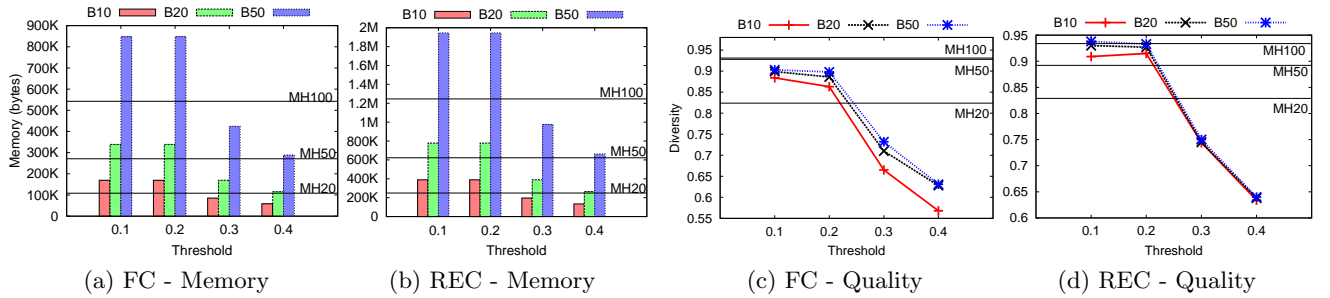 B10 B20 B50
Memory (bytes)
900K
800K
700K
600K
500K
400K
300K
200K
100K
0K
MH100
MH50
MH20
0.1 0.2 0.3 0.4
Threshold
(a) FC - Memory
B10 B20 B50
2M
1.8M
1.6M
1.4M
1.2M
1M
800K
600K
400K
200K
0
MH100
MH50
MH20
0.1 0.2 0.3 0.4
Threshold
(b) REC - Memory
B10 B20 B50
Diversity
0.95
0.9
0.85
0.8
0.75
0.7
0.65
0.6
0.55
MH100
MH50
MH20
0.1 0.2 0.3 0.4
Threshold
(c) FC - Quality
B10 B20 B50
0.95
0.9
0.85
0.8
0.75
0.7
0.65
0.6
MH100
MH50
MH20
0.1 0.2 0.3 0.4
Threshold
(d) REC - Quality